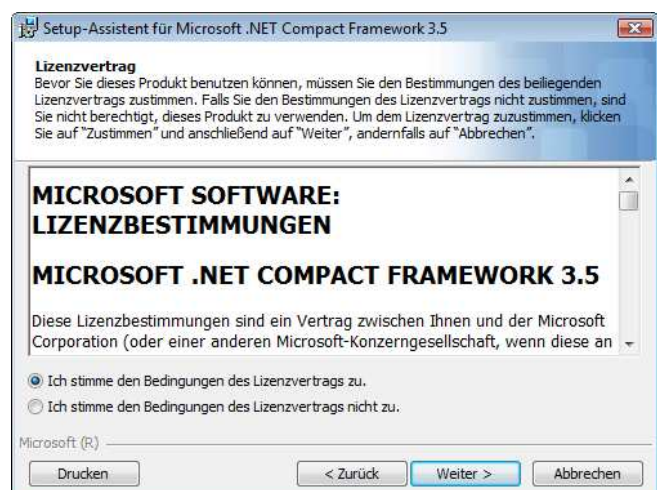 Setup-Assistent für Microsoft .NET Compact Framework 3.5
Lizenzvertrag
Bevor Sie dieses Produkt benutzen können, müssen Sie den Bestimmungen des beiliegenden
Lizenzvertrags zustimmen. Falls Sie den Bestimmungen des Lizenzvertrags nicht zustimmen, sind
Sie nicht berechtigt, dieses Produkt zu verwenden. Um dem Lizenzvertrag zuzustimmen, klicken
Sie auf "Zustimmen" und anschließend auf "Weiter", andernfalls auf "Abbrechen".
MICROSOFT SOFTWARE:
LIZENZBESTIMMUNGEN
MICROSOFT .NET COMPACT FRAMEWORK 3.5
Diese Lizenzbestimmungen sind ein Vertrag zwischen Ihnen und der Microsoft
Corporation (oder einer anderen Microsoft-Konzerngesellschaft, wenn diese an
Ich stimme den Bedingungen des Lizenzvertrags zu.
Ich stimme den Bedingungen des Lizenzvertrags nicht zu.
Microsoft (R)
Drucken
< Zurück
Weiter >
Abbrechen